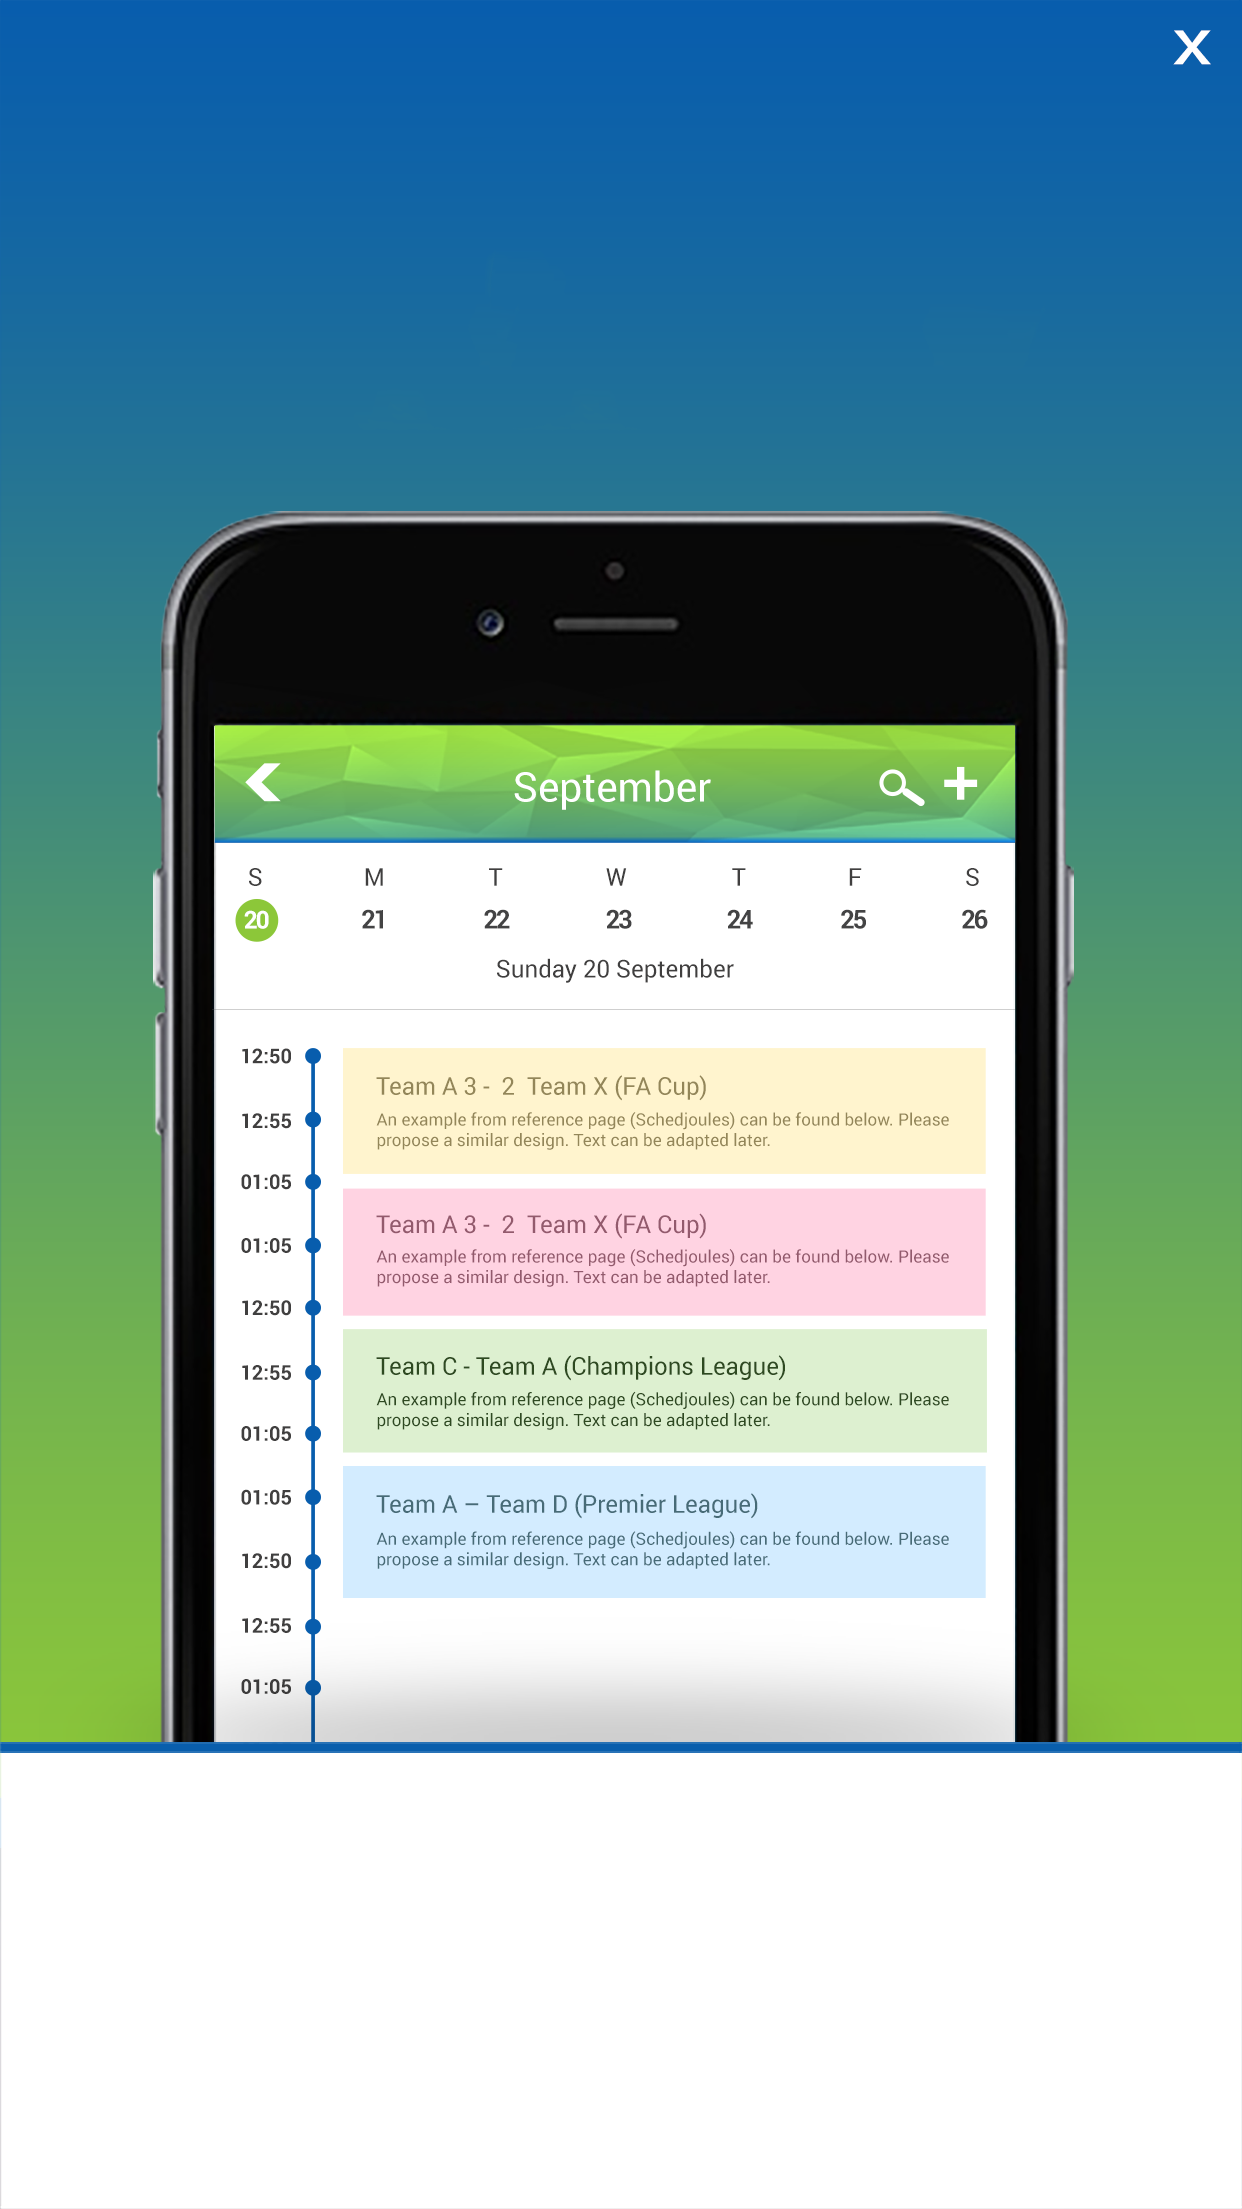 X
September
S M T W T F S
20 21 22 23 24 25 26
Sunday 20 September
12:50
Team A 3 -  2  Team X (FA Cup)
An example from reference page (Schedjoules) can be found below. Please
12:55
propose a similar design. Text can be adapted later.
01:05
Team A 3 -  2  Team X (FA Cup)
01:05
An example from reference page (Schedjoules) can be found below. Please
propose a similar design. Text can be adapted later.
12:50
Team C - Team A (Champions League)
12:55
An example from reference page (Schedjoules) can be found below. Please
propose a similar design. Text can be adapted later.
01:05
01:05
Team A – Team D (Premier League)
An example from reference page (Schedjoules) can be found below. Please
propose a similar design. Text can be adapted later.
12:50
12:55
01:05